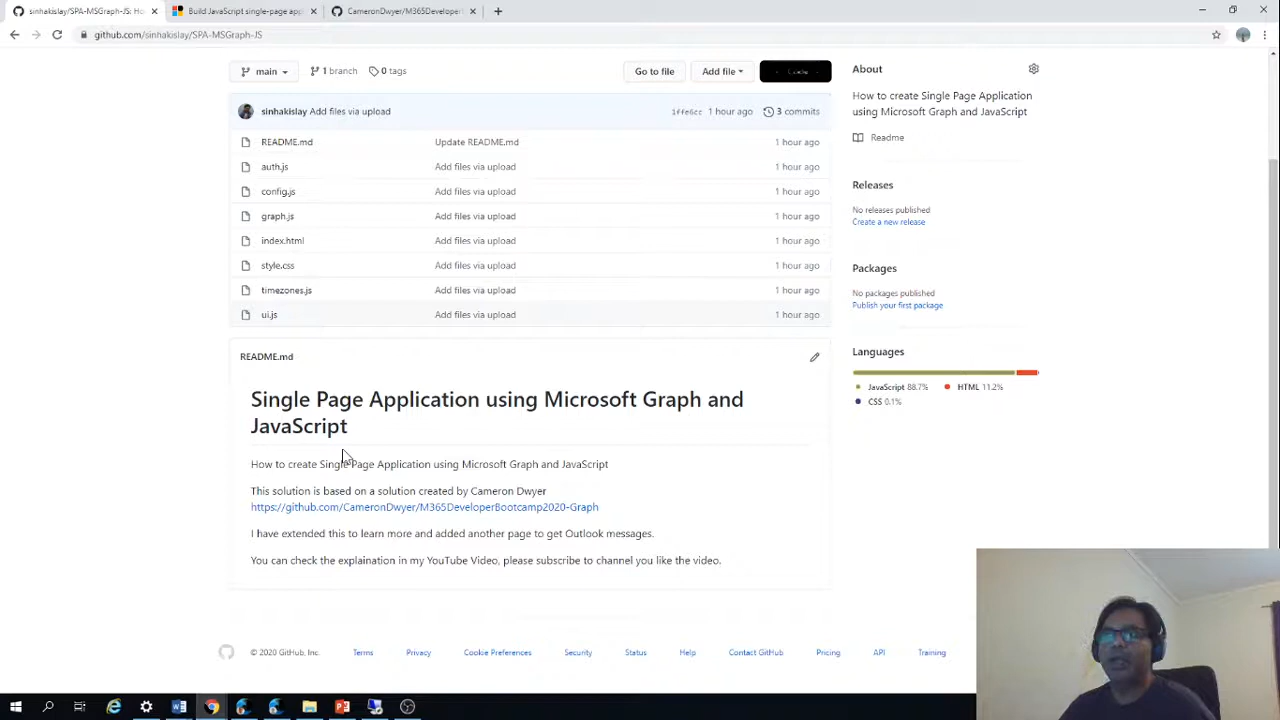 sinhakislay/SPA-MSGraph-JS: Ho
Build JavaScript single-page appl
CameronDwyer/M365Developer
github.com/sinhakislay/SPA-MSGraph-JS
main
1 branch
0 tags
Go to file
Add file
About
How to create Single Page Application
using Microsoft Graph and JavaScript
Readme
sinhakislay Add files via upload
1ffe6cc 1 hour ago
3 commits
README.md Update README.md 1 hour ago
auth.js Add files via upload 1 hour ago
config.js Add files via upload 1 hour ago
graph.js Add files via upload 1 hour ago
index.html Add files via upload 1 hour ago
style.css Add files via upload 1 hour ago
timezones.js Add files via upload 1 hour ago
ui.js Add files via upload 1 hour ago
Releases
No releases published
Create a new release
Packages
No packages published
Publish your first package
Languages
JavaScript 88.7% HTML 11.2%
CSS 0.1%
README.md
Single Page Application using Microsoft Graph and
JavaScript
How to create Single Page Application using Microsoft Graph and JavaScript
This solution is based on a solution created by Cameron Dwyer
https://github.com/CameronDwyer/M365DeveloperBootcamp2020-Graph
I have extended this to learn more and added another page to get Outlook messages.
You can check the explaination in my YouTube Video, please subscribe to channel you like the video.
© 2020 GitHub, Inc.
Terms
Privacy
Cookie Preferences
Security
Status
Help
Contact GitHub
Pricing
API
Training